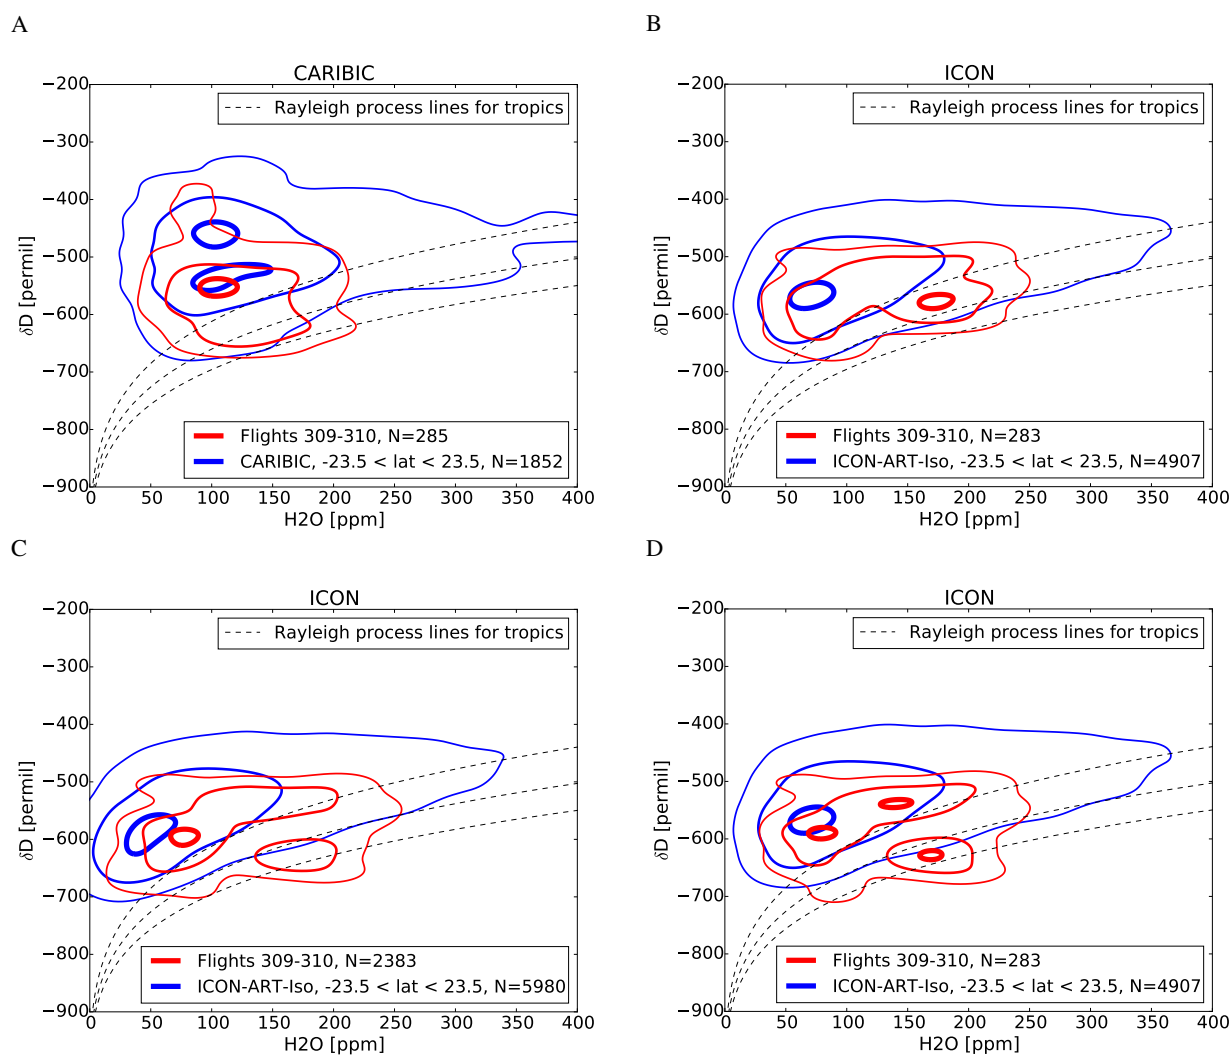 A
CARIBIC
−200
−300
−400
−500
−600
−700
−800
−900
δD [permil]
Rayleigh process lines for tropics
Flights 309-310, N=285
CARIBIC, -23.5 < lat < 23.5, N=1852
0 50 100 150 200 250 300 350 400
H2O [ppm]
B
ICON
−200
−300
−400
−500
−600
−700
−800
−900
δD [permil]
Rayleigh process lines for tropics
Flights 309-310, N=283
ICON-ART-Iso, -23.5 < lat < 23.5, N=4907
0 50 100 150 200 250 300 350 400
H2O [ppm]
C
ICON
−200
−300
−400
−500
−600
−700
−800
−900
δD [permil]
Rayleigh process lines for tropics
Flights 309-310, N=2383
ICON-ART-Iso, -23.5 < lat < 23.5, N=5980
0 50 100 150 200 250 300 350 400
H2O [ppm]
D
ICON
−200
−300
−400
−500
−600
−700
−800
−900
δD [permil]
Rayleigh process lines for tropics
Flights 309-310, N=283
ICON-ART-Iso, -23.5 < lat < 23.5, N=4907
0 50 100 150 200 250 300 350 400
H2O [ppm]